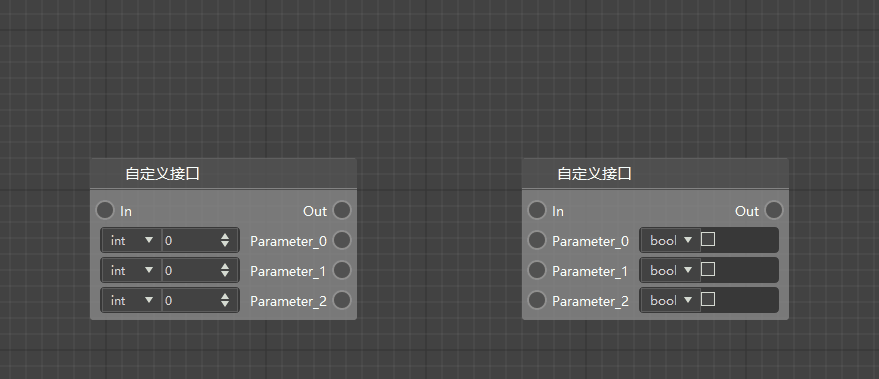 自定义接口
In Out
int 0 Parameter_0
int 0 Parameter_1
int 0 Parameter_2
自定义接口
In Out
Parameter_0 bool
Parameter_1 bool
Parameter_2 bool